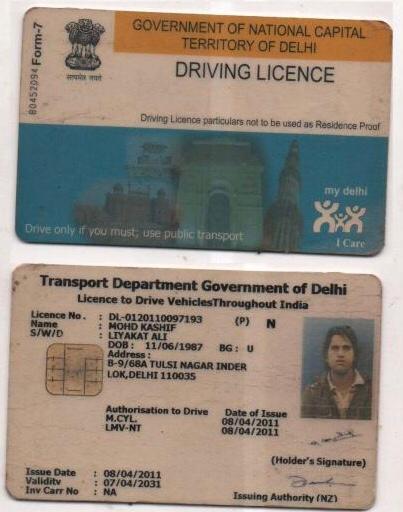 80452094 Form-7
सत्यमेव जयते
GOVERNMENT OF NATIONAL CAPITAL
TERRITORY OF DELHI
DRIVING LICENCE
Driving Licence particulars not to be used as Residence Proof
my delhi
I Care
Drive only if you must; use public transport
Transport Department Government of Delhi
Licence to Drive VehiclesThroughout India
Licence No. : DL-0120110097193 (P) N
Name : MOHD KASHIF
S/W/D : LIYAKAT ALI
DOB : 11/06/1987 BG : U
Address :
B-9/68A TULSI NAGAR INDER
LOK,DELHI 110035
Authorisation to Drive Date of Issue
M.CYL. 08/04/2011
LMV-NT 08/04/2011
(Holder's Signature)
Issue Date : 08/04/2011
Validity : 07/04/2031
Inv Carr No : NA
Issuing Authority (NZ)